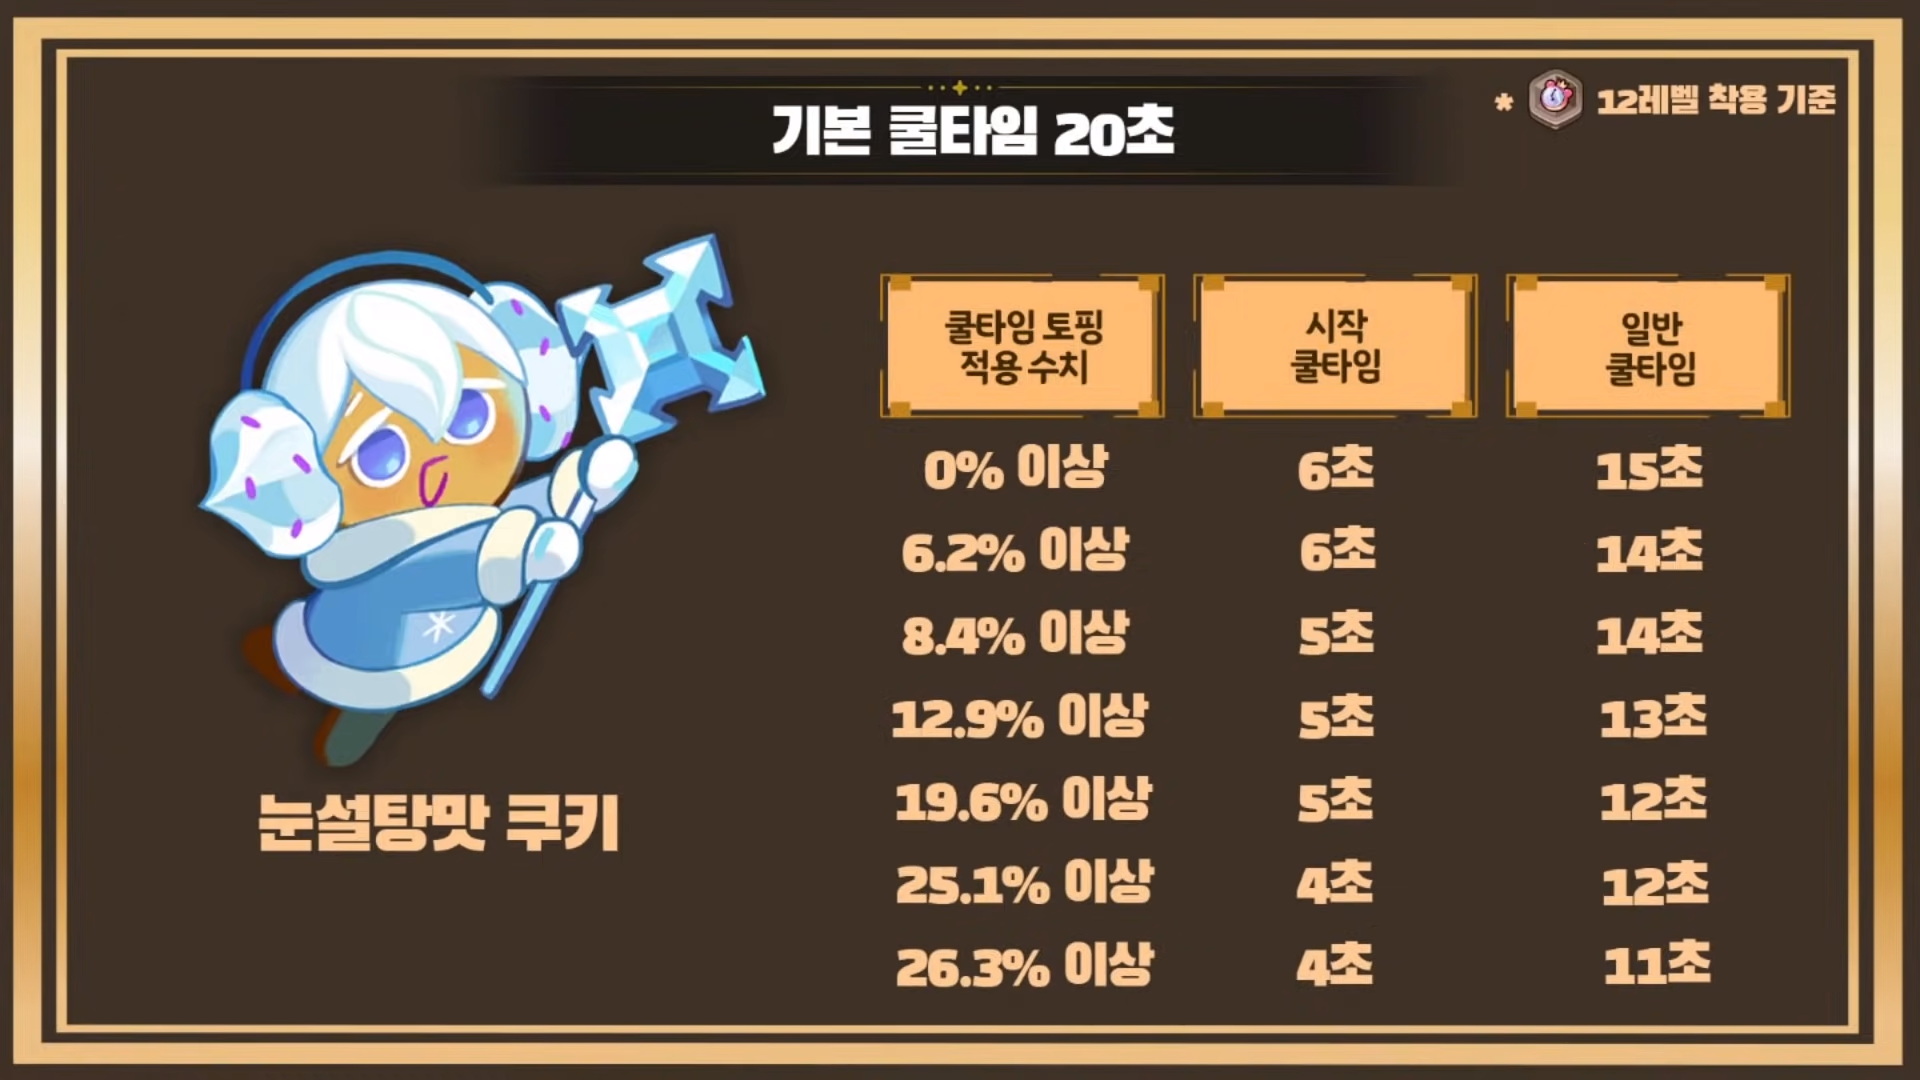 기본 쿨타임 20초
* 12레벨 착용 기준
쿨타임 토핑
적용 수치
시작
쿨타임
일반
쿨타임
0% 이상 6초 15초
6.2% 이상 6초 14초
8.4% 이상 5초 14초
12.9% 이상 5초 13초
19.6% 이상 5초 12초
25.1% 이상 4초 12초
26.3% 이상 4초 11초
눈설탕맛 쿠키